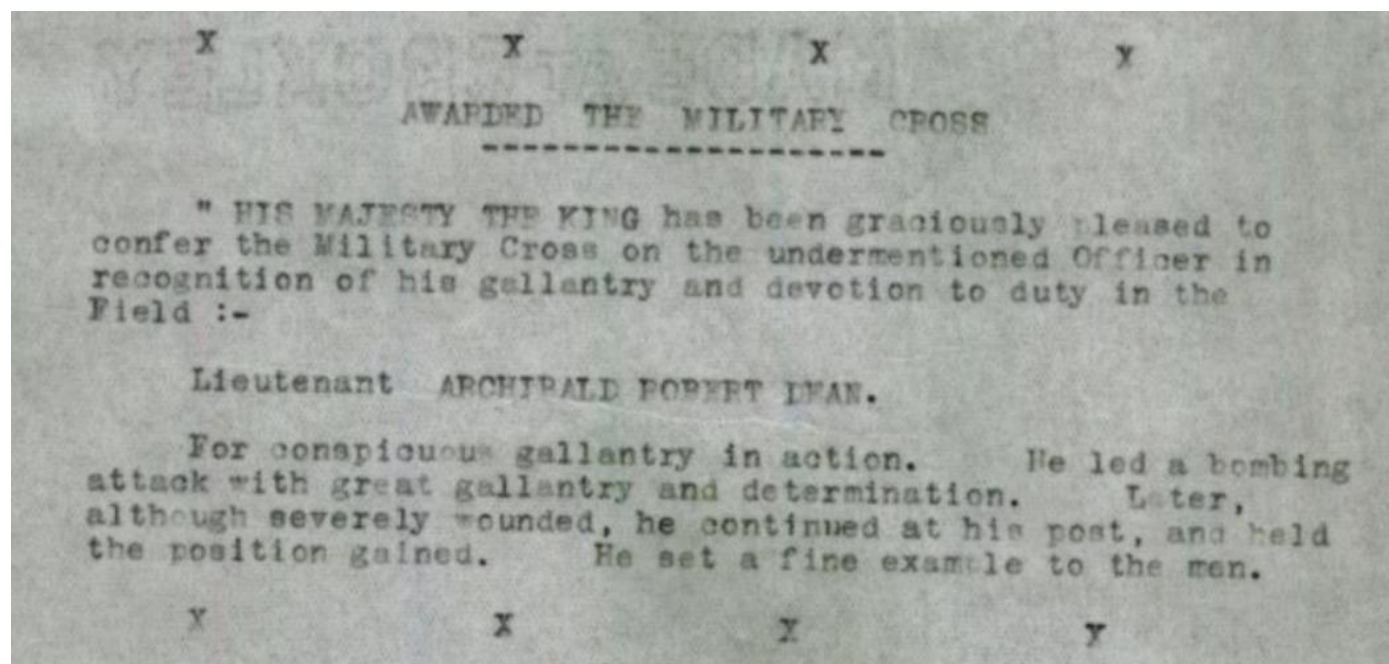 X X X X
AWARDED THE MILITARY CROSS
--------------------
" HIS MAJESTY THE KING has been graciously pleased to
confer the Military Cross on the undermentioned Officer in
recognition of his gallantry and devotion to duty in the
Field :-
Lieutenant ARCHIBALD ROBERT DEAN.
For conspicuous gallantry in action. He led a bombing
attack with great gallantry and determination. Later,
although severely wounded, he continued at his post, and held
the position gained. He set a fine example to the men.
X X X X